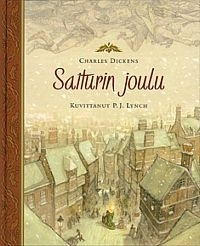 CHARLES DICKENS
Saiturin joulu
KUVITTANUT P. J. LYNCH